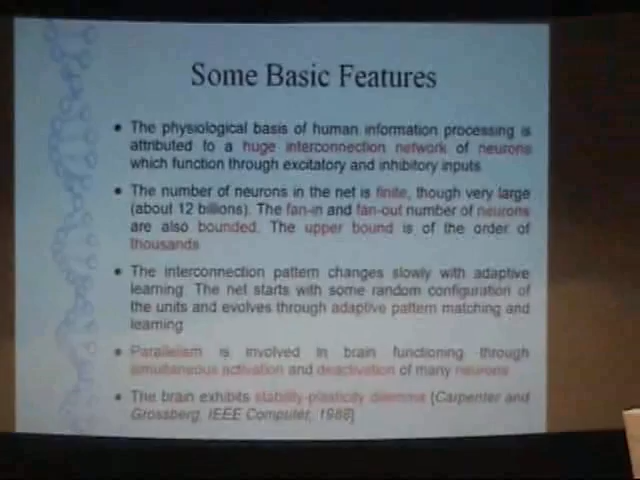 Some Basic Features
• The physiological basis of human information processing is
attributed to a huge interconnection network of neurons
which function through excitatory and inhibitory inputs
• The number of neurons in the net is finite, though very large
(about 12 billions). The fan-in and fan-out number of neurons
are also bounded. The upper bound is of the order of
thousands
• The interconnection pattern changes slowly with adaptive
learning. The net starts with some random configuration of
the units and evolves through adaptive pattern matching and
learning
• Parallelism is involved in brain functioning through
simultaneous activation and deactivation of many neurons
• The brain exhibits stability-plasticity dilemma [Carpenter and
Grossberg, IEEE Computer, 1988]